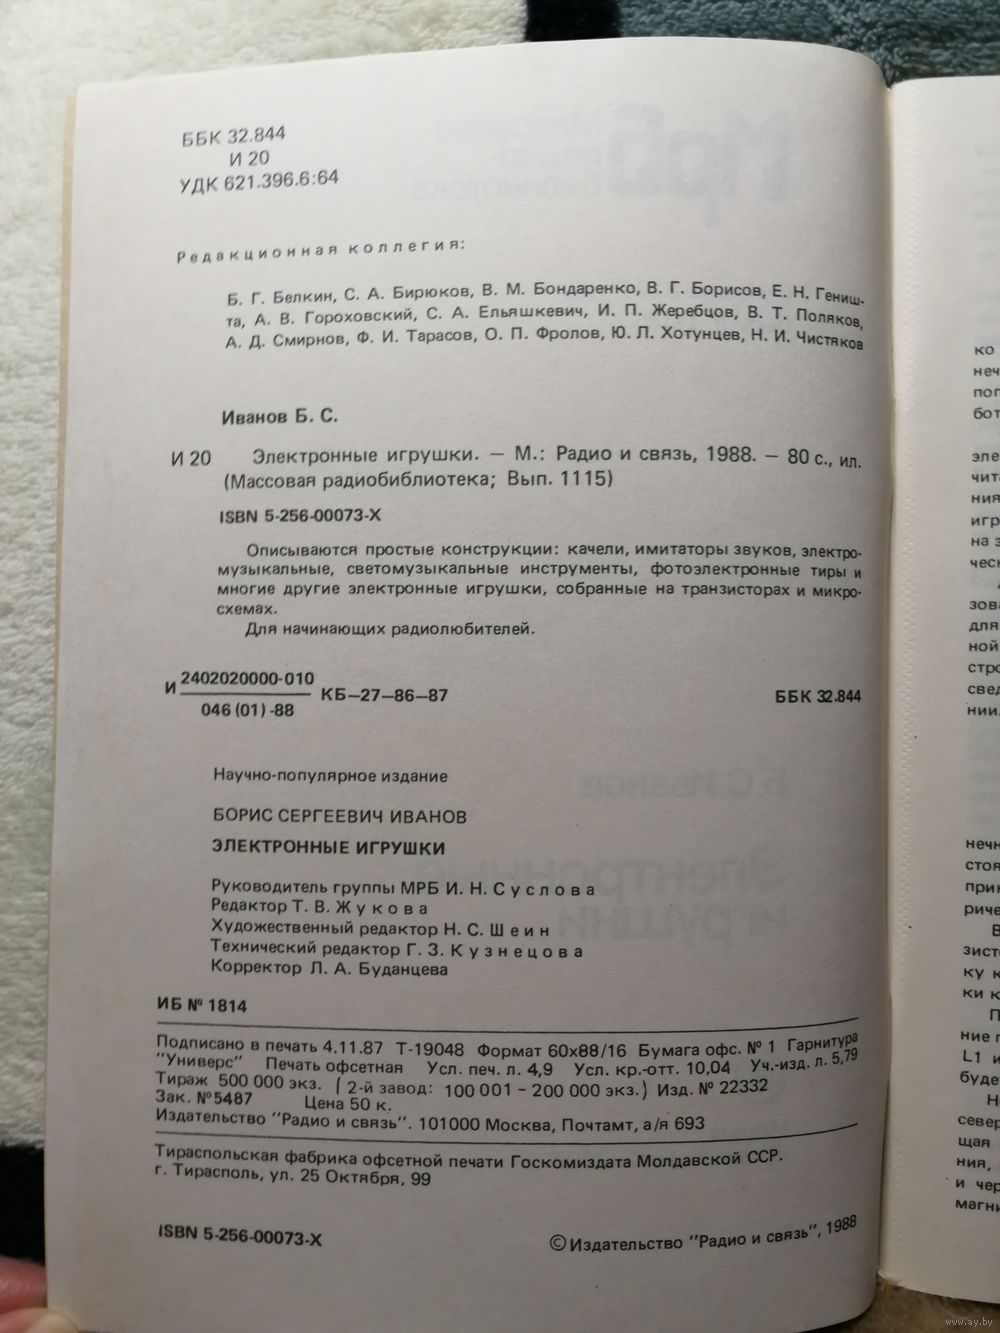 ББК 32.844
И 20
УДК 621.396.6:64
Редакционная коллегия:
Б. Г. Белкин, С. А. Бирюков, В. М. Бондаренко, В. Г. Борисов, Е. Н. Гениш-
та, А. В. Гороховский, С. А. Ельяшкевич, И. П. Жеребцов, В. Т. Поляков,
А. Д. Смирнов, Ф. И. Тарасов, О. П. Фролов, Ю. Л. Хотунцев, Н. И. Чистяков
Иванов Б. С.
И 20 Электронные игрушки. — М.: Радио и связь, 1988. — 80 с., ил.
(Массовая радиобиблиотека; Вып. 1115)
ISBN 5-256-00073-X
Описываются простые конструкции: качели, имитаторы звуков, электро-
музыкальные, светомузыкальные инструменты, фотоэлектронные тиры и
многие другие электронные игрушки, собранные на транзисторах и микро-
схемах.
Для начинающих радиолюбителей.
И 2402020000-010
046 (01) -88
КБ—27—86—87 ББК 32.844
Научно-популярное издание
БОРИС СЕРГЕЕВИЧ ИВАНОВ
ЭЛЕКТРОННЫЕ ИГРУШКИ
Руководитель группы МРБ И. Н. Суслова
Редактор Т. В. Жукова
Художественный редактор Н. С. Шеин
Технический редактор Г. З. Кузнецова
Корректор Л. А. Буданцева
ИБ № 1814
Подписано в печать 4.11.87 Т-19048 Формат 60х88/16 Бумага офс. № 1 Гарнитура
"Универс" Печать офсетная Усл. печ. л. 4,9 Усл. кр.-отт. 10,04 Уч.-изд. л. 5,79
Тираж 500 000 экз. (2-й завод: 100 001 – 200 000 экз.) Изд. № 22332
Зак. №5487 Цена 50 к.
Издательство "Радио и связь". 101000 Москва, Почтамт, а/я 693
Тираспольская фабрика офсетной печати Госкомиздата Молдавской ССР.
г. Тирасполь, ул. 25 Октября, 99
ISBN 5-256-00073-X
© Издательство "Радио и связь", 1988
www.ay.by